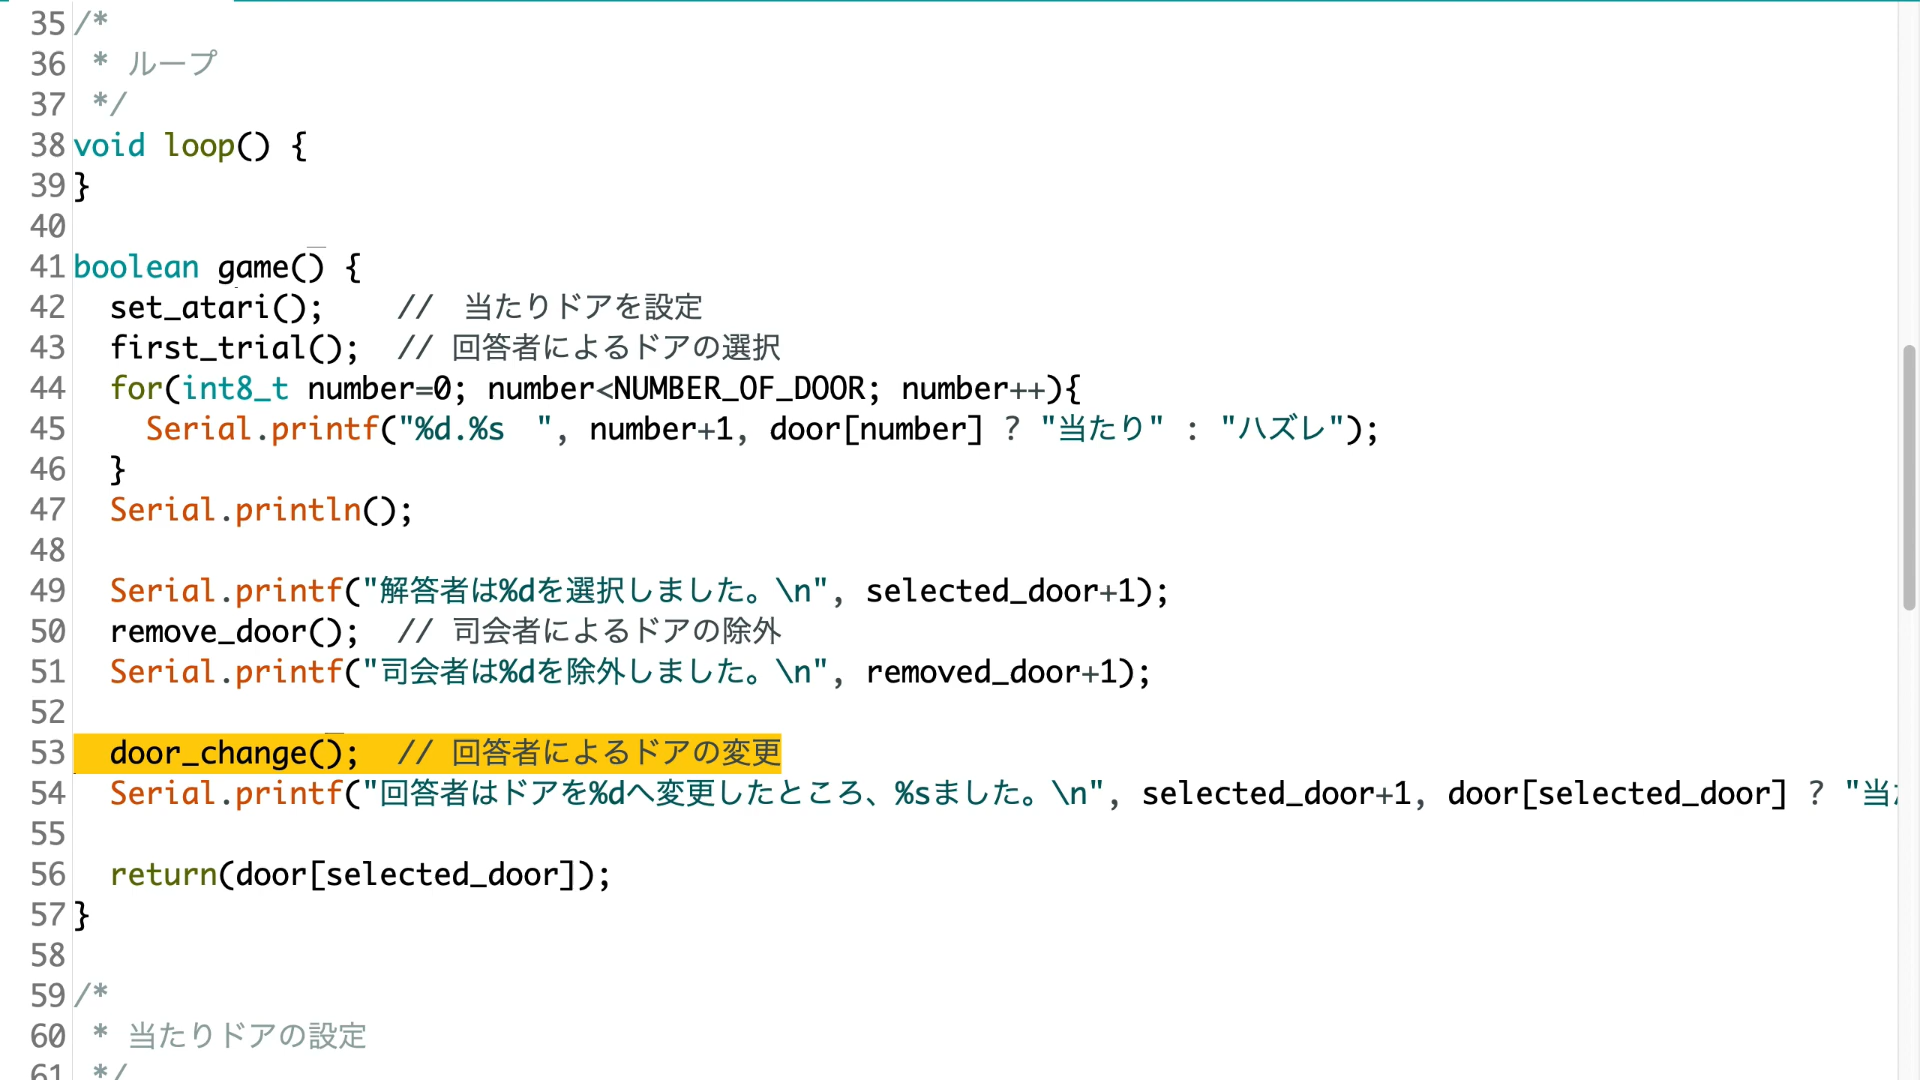 35 /*
36  * ループ
37  */
38 void loop() {
39 }
40
41 boolean game() {
42   set_atari();    //  当たりドアを設定
43   first_trial();  // 回答者によるドアの選択
44   for(int8_t number=0; number<NUMBER_OF_DOOR; number++){
45     Serial.printf("%d.%s  ", number+1, door[number] ? "当たり" : "ハズレ");
46   }
47   Serial.println();
48
49   Serial.printf("解答者は%dを選択しました。\n", selected_door+1);
50   remove_door();  // 司会者によるドアの除外
51   Serial.printf("司会者は%dを除外しました。\n", removed_door+1);
52
53   door_change();  // 回答者によるドアの変更
54   Serial.printf("回答者はドアを%dへ変更したところ、%sました。\n", selected_door+1, door[selected_door] ? "当
55
56   return(door[selected_door]);
57 }
58
59 /*
60  * 当たりドアの設定
61  */